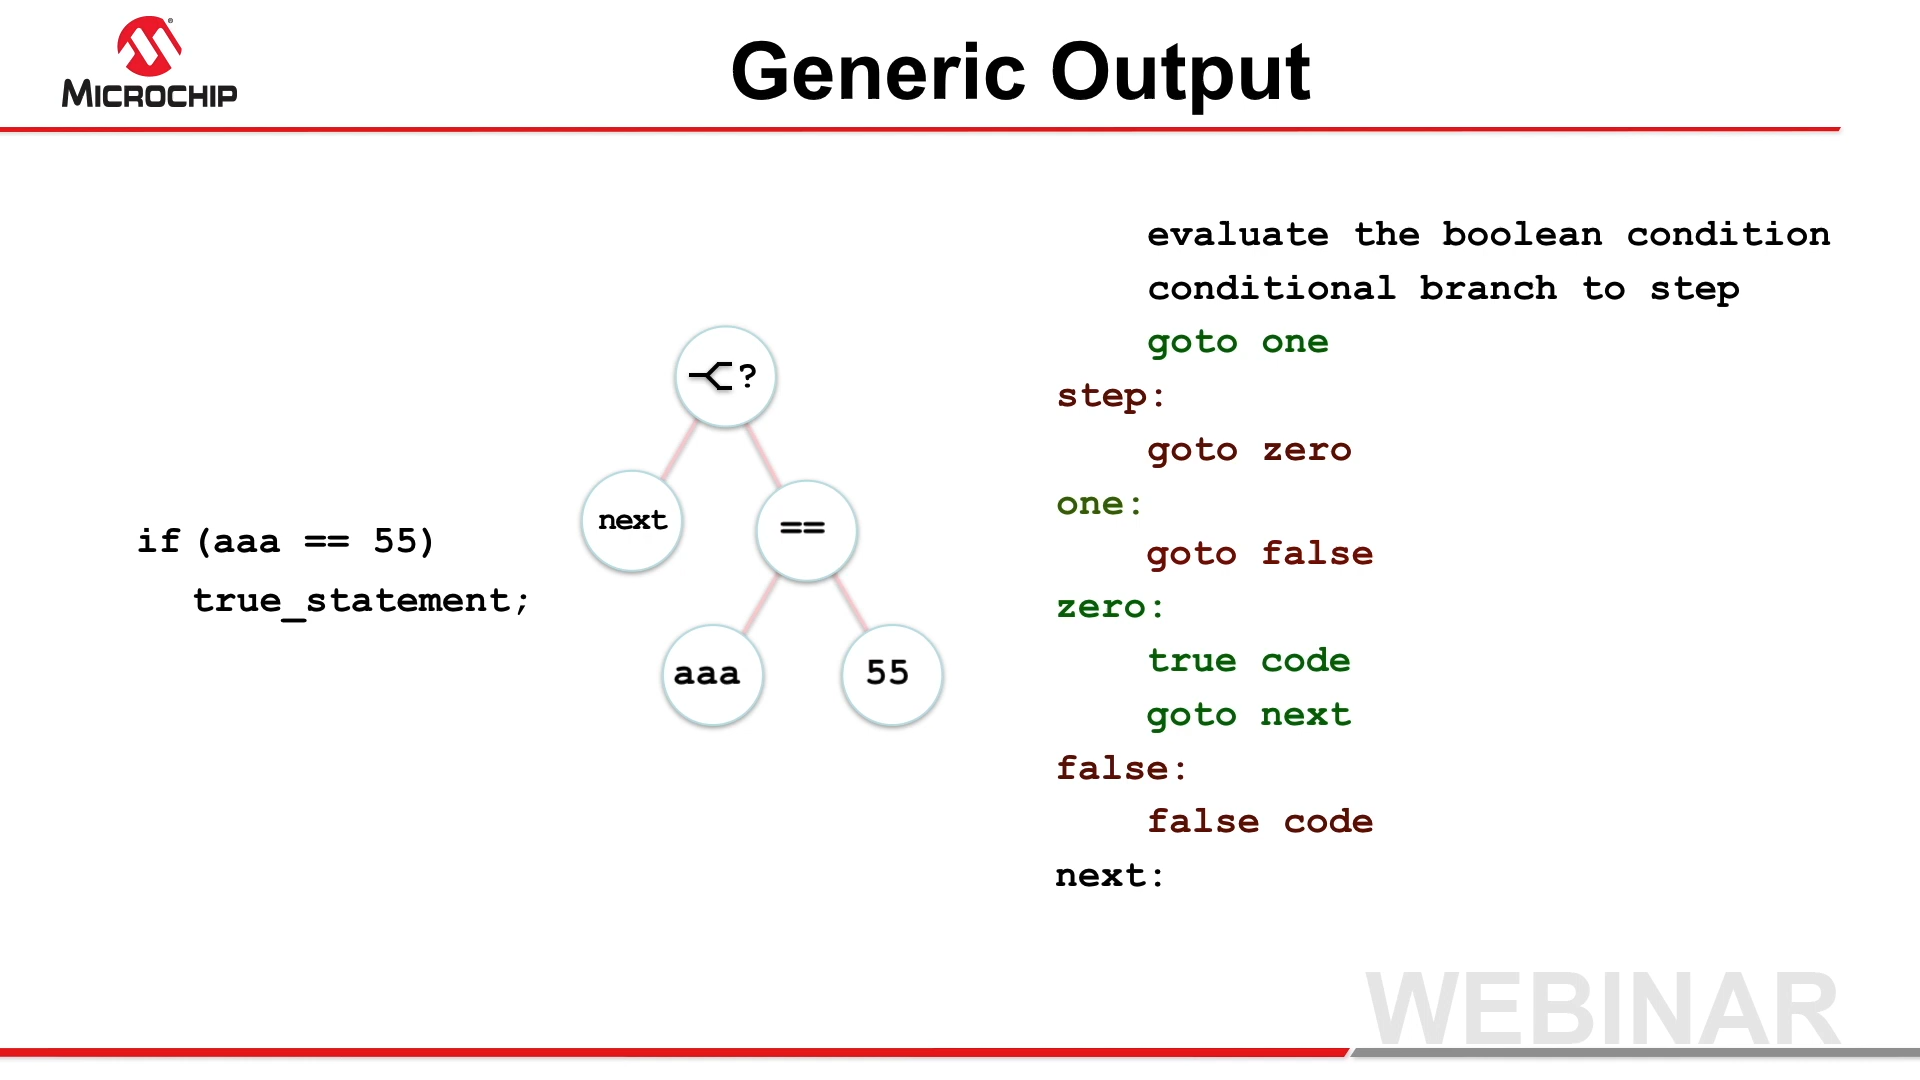 MICROCHIP
Generic Output
if (aaa == 55)
true_statement;
?
next
==
aaa
55
evaluate the boolean condition
conditional branch to step
goto one
step:
goto zero
one:
goto false
zero:
true code
goto next
false:
false code
next:
WEBINAR